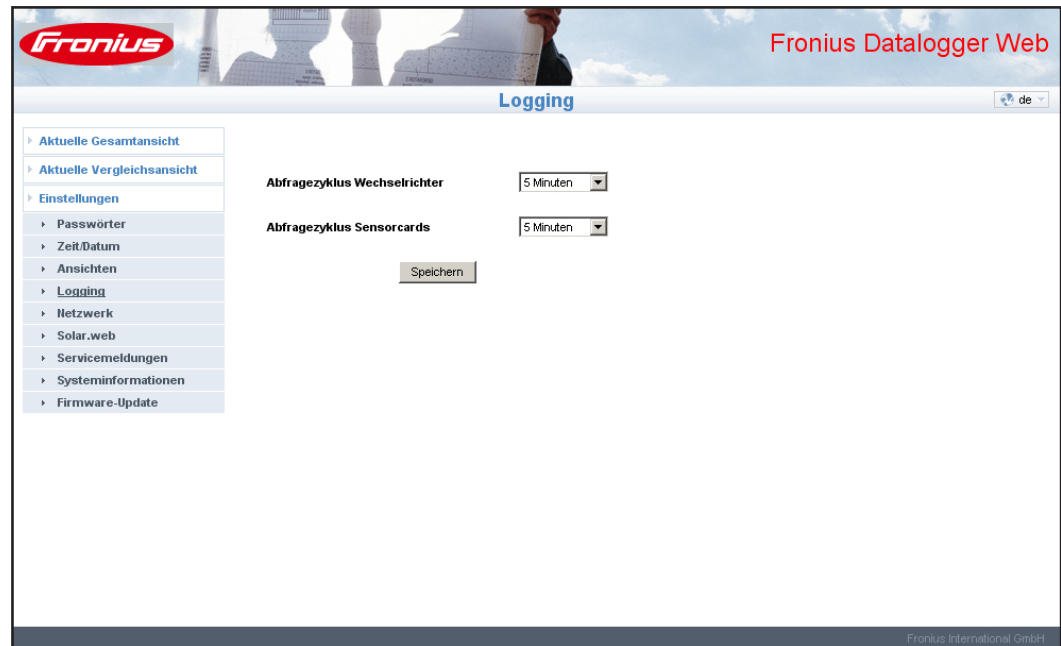 Fronius
Fronius Datalogger Web
Logging
de
Aktuelle Gesamtansicht
Aktuelle Vergleichsansicht
Einstellungen
Passwörter
Zeit/Datum
Ansichten
Logging
Netzwerk
Solar.web
Servicemeldungen
Systeminformationen
Firmware-Update
Abfragezyklus Wechselrichter 5 Minuten
Abfragezyklus Sensorcards 5 Minuten
Speichern
Fronius International GmbH